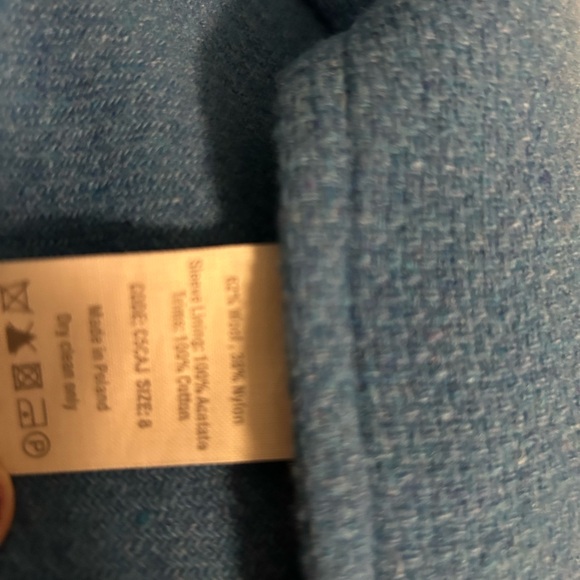 62% Wool / 38% Nylon
Sleeve Lining: 100% Acetate
Trims: 100% Cotton
CODE: C5CAJ SIZE: 8
Made in Poland
Dry clean only
P